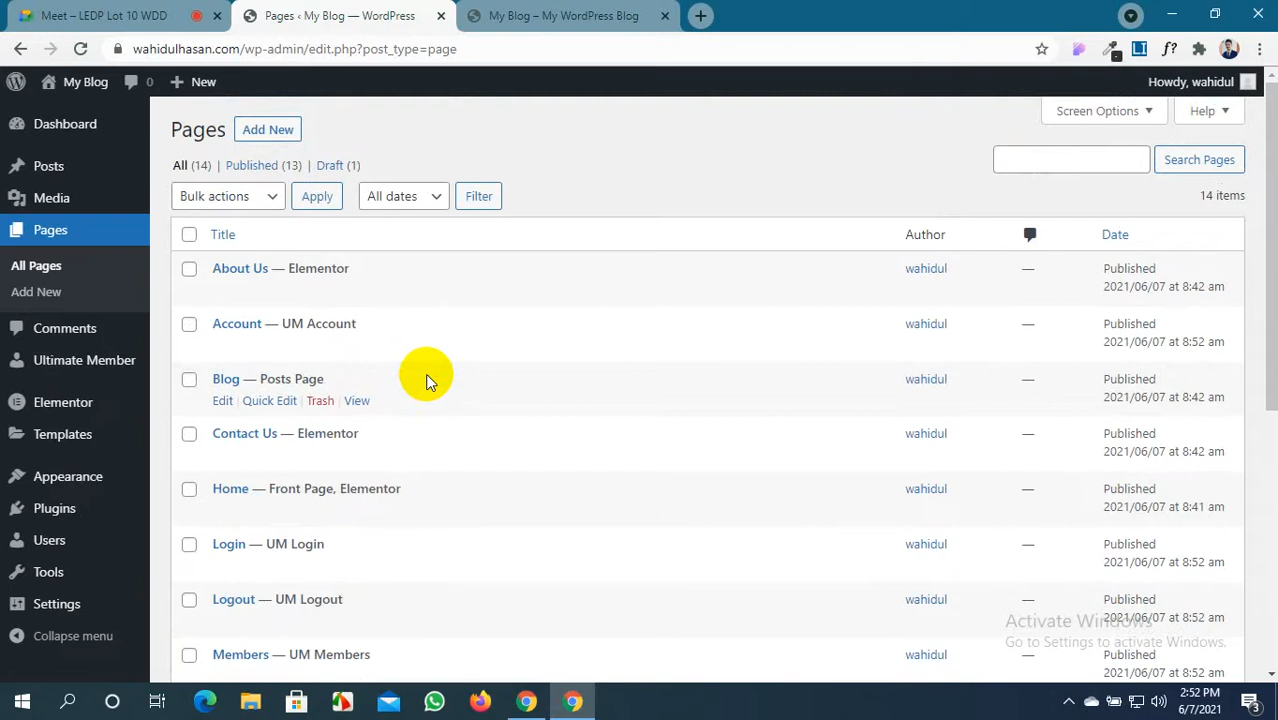 Meet – LEDP Lot 10 WDD
Pages ‹ My Blog — WordPress
My Blog – My WordPress Blog
wahidulhasan.com/wp-admin/edit.php?post_type=page
My Blog 0 New Howdy, wahidul
Dashboard
Posts
Media
Pages
All Pages
Add New
Comments
Ultimate Member
Elementor
Templates
Appearance
Plugins
Users
Tools
Settings
Collapse menu
Screen Options Help
Pages Add New
All (14) | Published (13) | Draft (1)
Search Pages
Bulk actions Apply All dates Filter 14 items
Title Author Date
About Us — Elementor wahidul — Published
2021/06/07 at 8:42 am
Account — UM Account wahidul — Published
2021/06/07 at 8:52 am
Blog — Posts Page wahidul — Published
Edit | Quick Edit | Trash | View 2021/06/07 at 8:42 am
Contact Us — Elementor wahidul — Published
2021/06/07 at 8:42 am
Home — Front Page, Elementor wahidul — Published
2021/06/07 at 8:41 am
Login — UM Login wahidul — Published
2021/06/07 at 8:52 am
Logout — UM Logout wahidul — Published
2021/06/07 at 8:52 am
Members — UM Members wahidul — Published
2021/06/07 at 8:52 am
Activate Windows
Go to Settings to activate Windows.
2:52 PM
6/7/2021
3